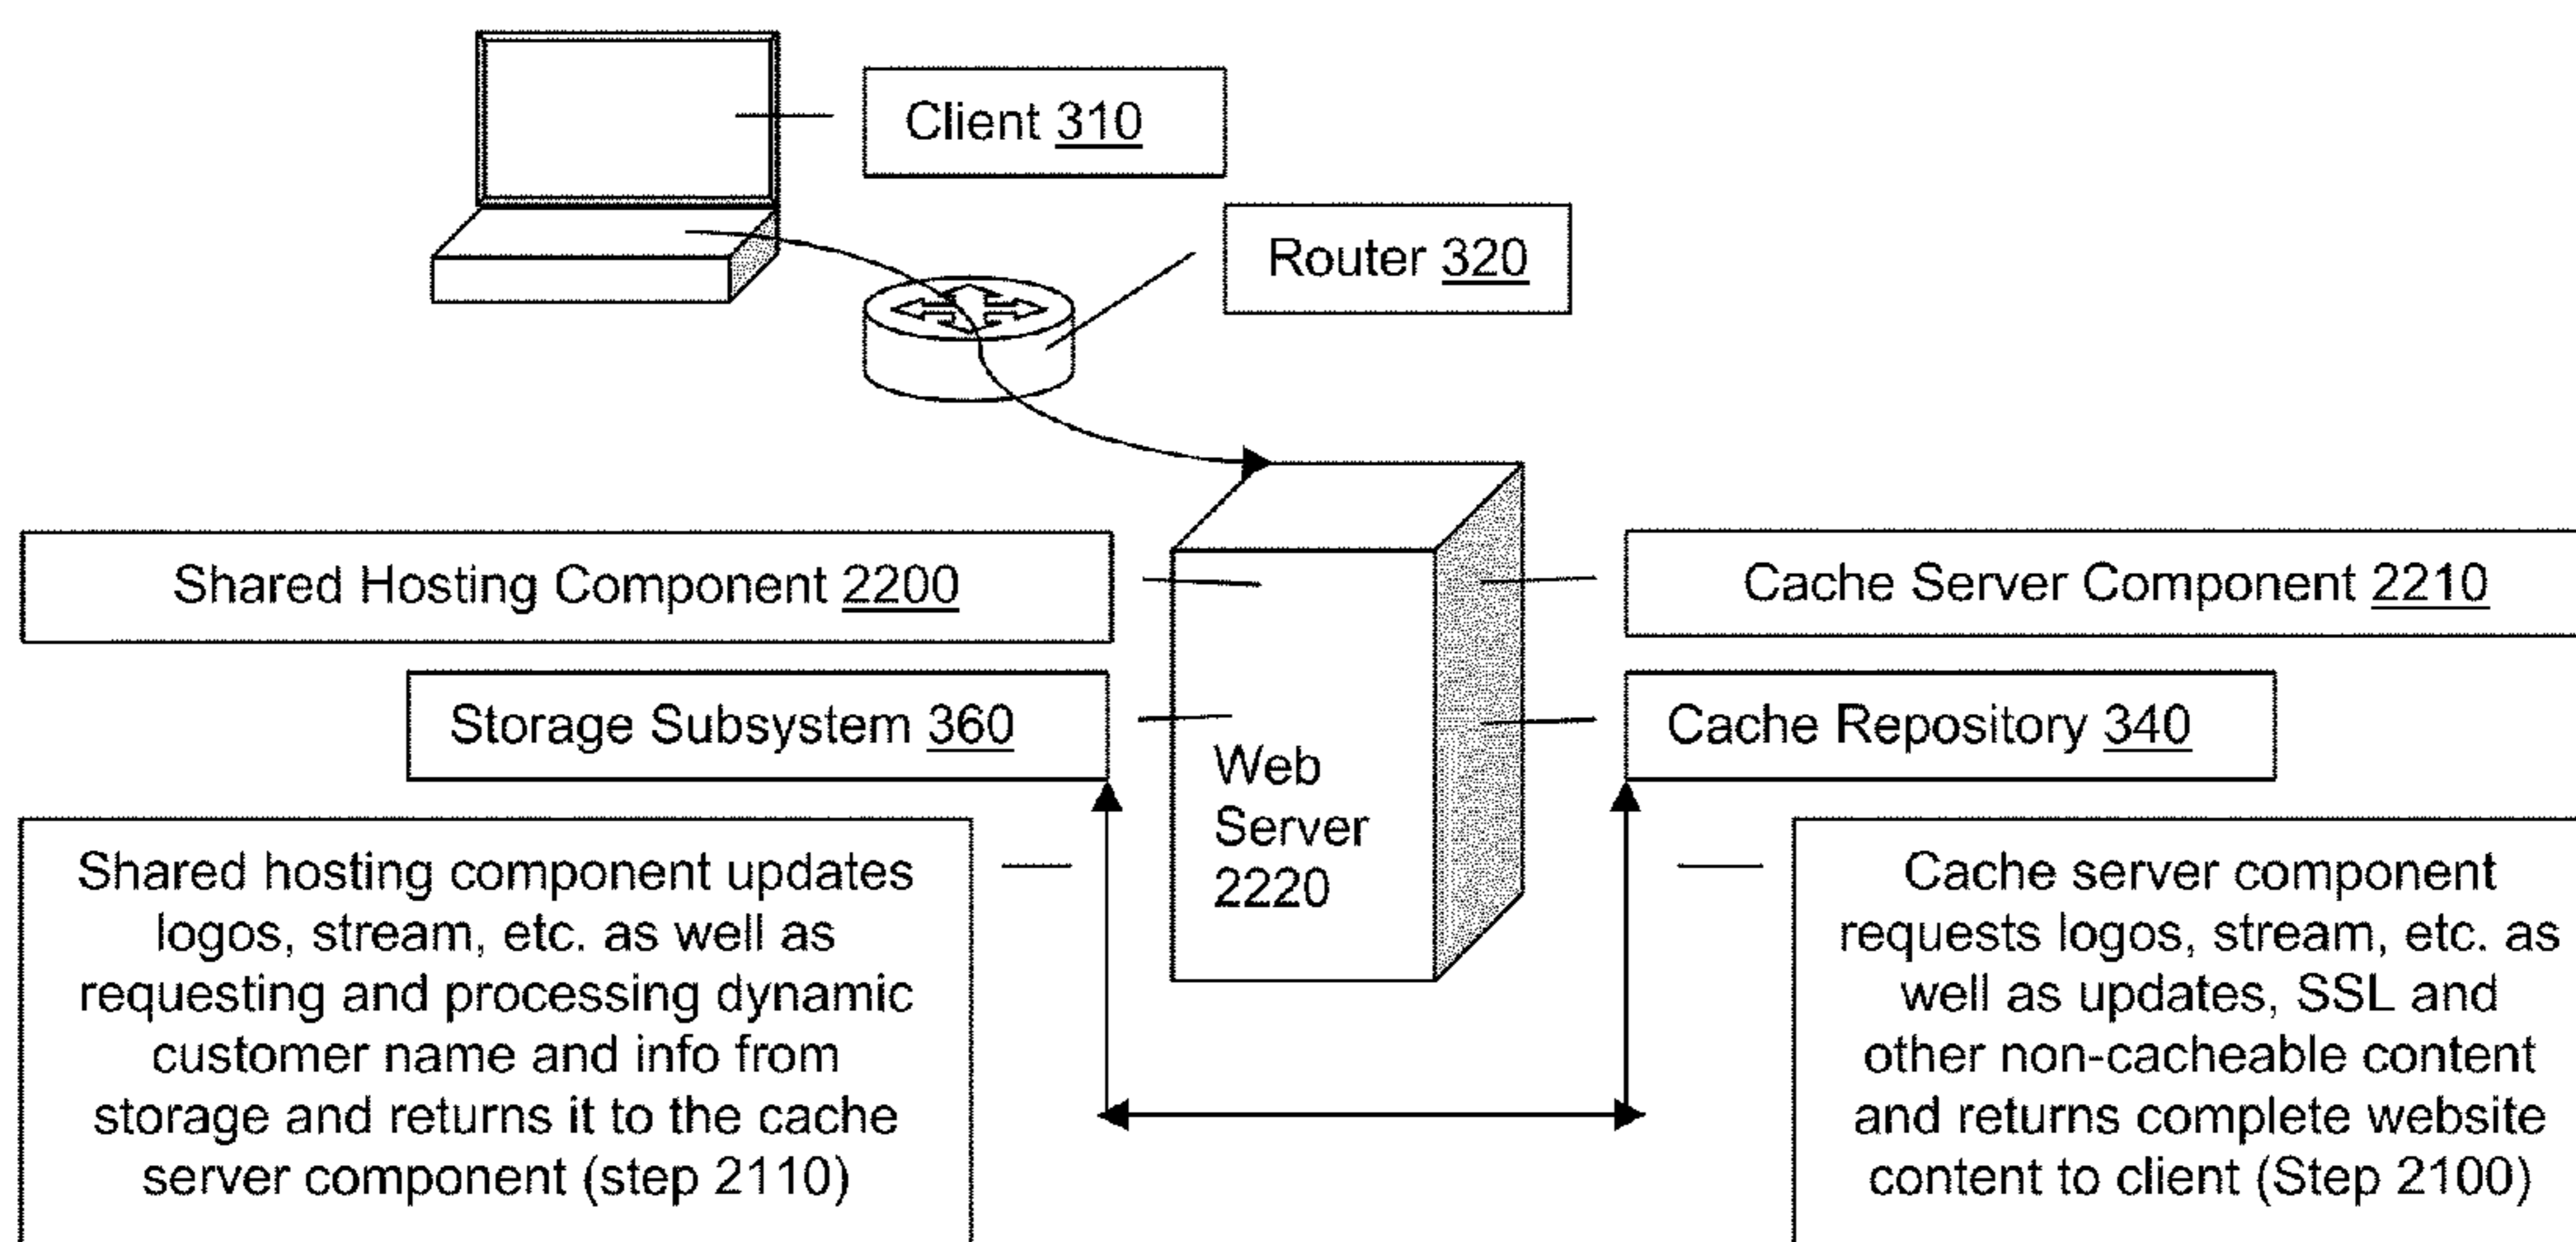 Client 310
Router 320
Shared Hosting Component 2200
Cache Server Component 2210
Storage Subsystem 360
Cache Repository 340
Web
Server
2220
Shared hosting component updates
logos, stream, etc. as well as
requesting and processing dynamic
customer name and info from
storage and returns it to the cache
server component (step 2110)
Cache server component
requests logos, stream, etc. as
well as updates, SSL and
other non-cacheable content
and returns complete website
content to client (Step 2100)